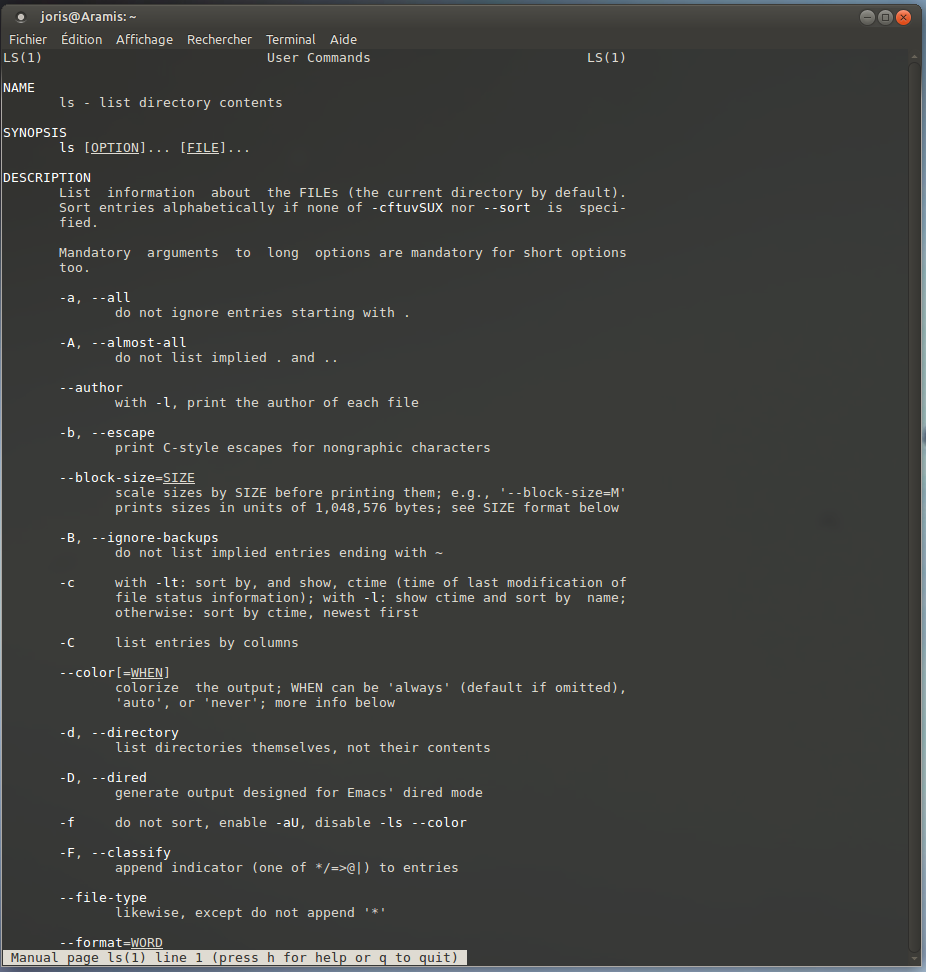 joris@Aramis: ~
Fichier Édition Affichage Rechercher Terminal Aide
LS(1) User Commands LS(1)
NAME
ls - list directory contents
SYNOPSIS
ls [OPTION]... [FILE]...
DESCRIPTION
List information about the FILEs (the current directory by default).
Sort entries alphabetically if none of -cftuvSUX nor --sort is speci-
fied.
Mandatory arguments to long options are mandatory for short options
too.
-a, --all
do not ignore entries starting with .
-A, --almost-all
do not list implied . and ..
--author
with -l, print the author of each file
-b, --escape
print C-style escapes for nongraphic characters
--block-size=SIZE
scale sizes by SIZE before printing them; e.g., '--block-size=M'
prints sizes in units of 1,048,576 bytes; see SIZE format below
-B, --ignore-backups
do not list implied entries ending with ~
-c with -lt: sort by, and show, ctime (time of last modification of
file status information); with -l: show ctime and sort by name;
otherwise: sort by ctime, newest first
-C list entries by columns
--color[=WHEN]
colorize the output; WHEN can be 'always' (default if omitted),
'auto', or 'never'; more info below
-d, --directory
list directories themselves, not their contents
-D, --dired
generate output designed for Emacs' dired mode
-f do not sort, enable -aU, disable -ls --color
-F, --classify
append indicator (one of */=>@|) to entries
--file-type
likewise, except do not append '*'
--format=WORD
Manual page ls(1) line 1 (press h for help or q to quit)